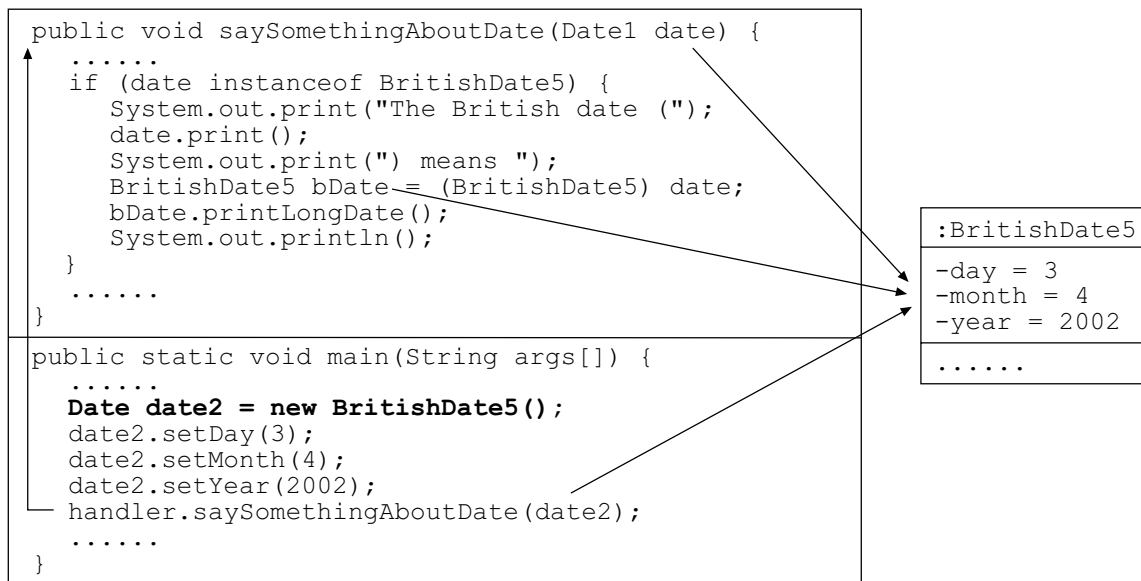 public void saySomethingAboutDate(Date1 date) {
......
if (date instanceof BritishDate5) {
System.out.print("The British date (");
date.print();
System.out.print(") means ");
BritishDate5 bDate = (BritishDate5) date;
bDate.printLongDate();
System.out.println();
}
......
}
public static void main(String args[]) {
......
Date date2 = new BritishDate5();
date2.setDay(3);
date2.setMonth(4);
date2.setYear(2002);
handler.saySomethingAboutDate(date2);
......
}
:BritishDate5
-day = 3
-month = 4
-year = 2002
......